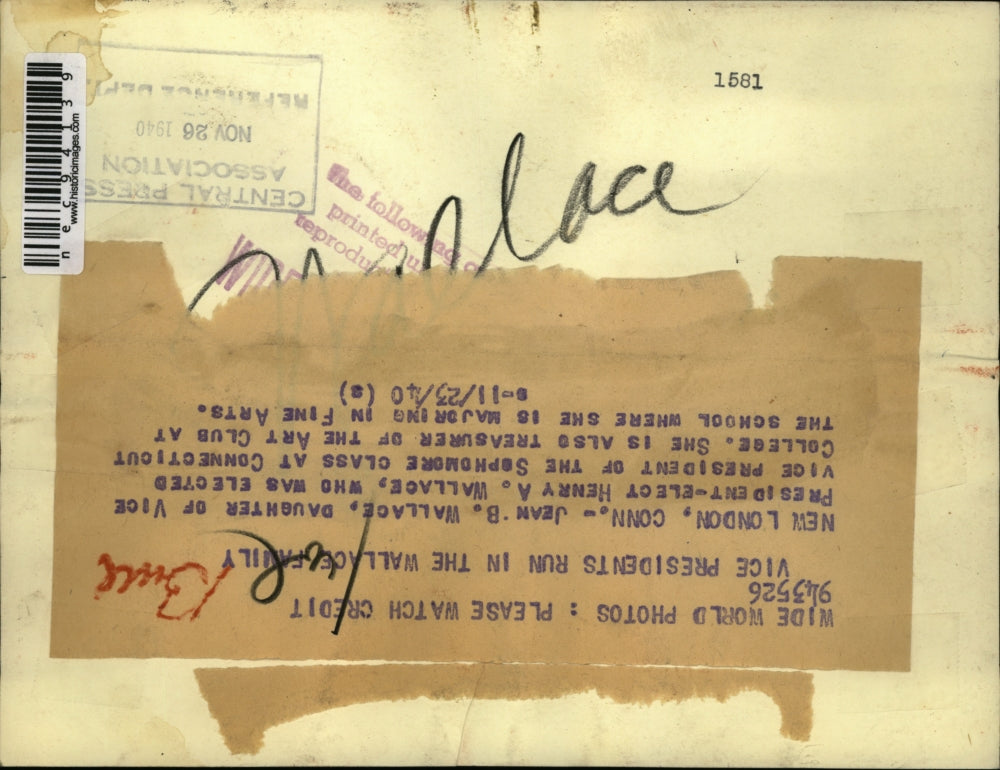 1581
nec94139
www.historicimages.com
CENTRAL PRESS
ASSOCIATION
NOV 26 1940
REFERENCE DEPT
The following
printed
reprodu
Wallace
WIDE WORLD PHOTOS : PLEASE WATCH CREDIT
943526
VICE PRESIDENTS RUN IN THE WALLACE FAMILY
NEW LONDON, CONN.- JEAN B. WALLACE, DAUGHTER OF VICE
PRESIDENT-ELECT HENRY A. WALLACE, WHO WAS ELECTED
VICE PRESIDENT OF THE SOPHOMORE CLASS AT CONNECTICUT
COLLEGE. SHE IS ALSO TREASURER OF THE ART CLUB AT
THE SCHOOL WHERE SHE IS MAJORING IN FINE ARTS.
s-11/23/40 (s)